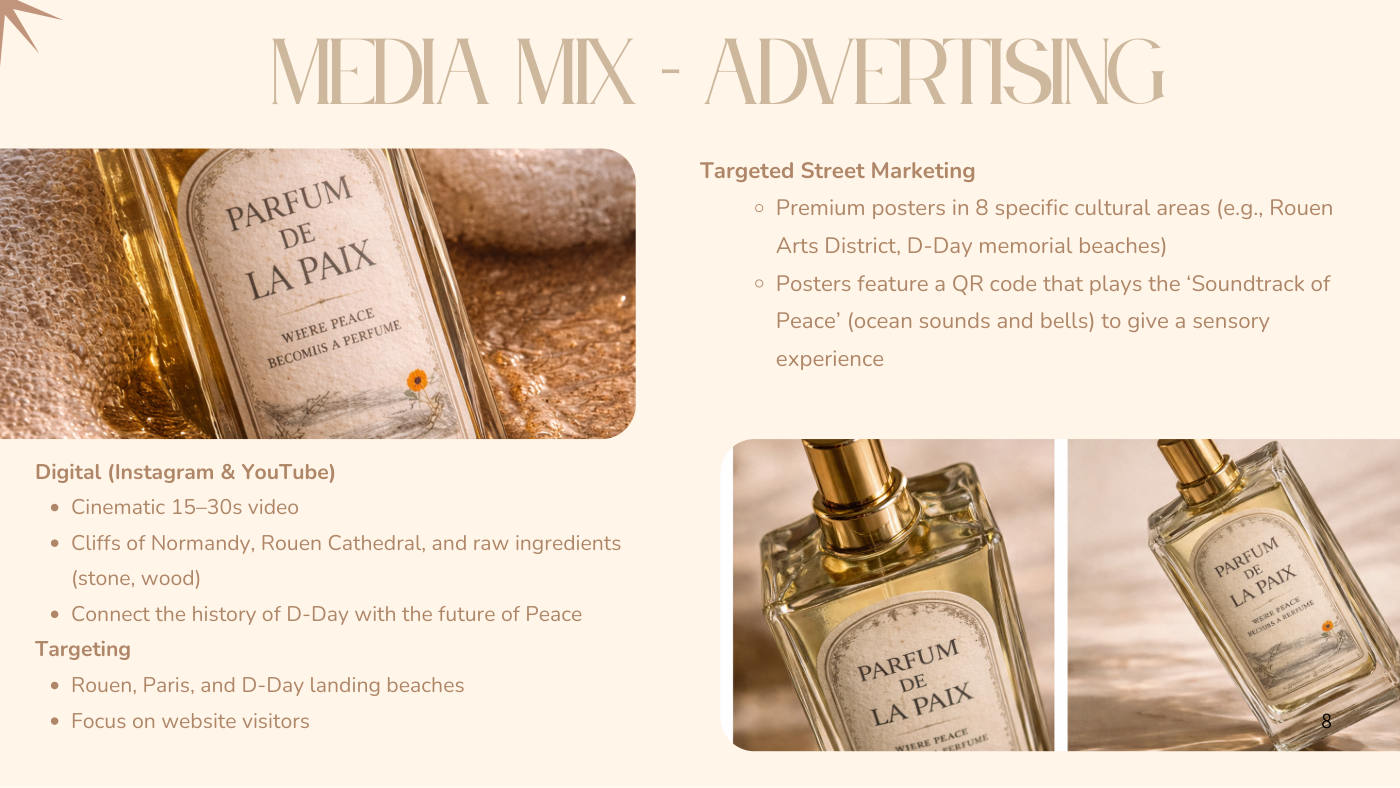 MEDIA MIX - ADVERTISING
PARFUM
DE
LA PAIX
WHERE PEACE
BECOMIIS A PERFUME
Targeted Street Marketing
Premium posters in 8 specific cultural areas (e.g., Rouen
Arts District, D-Day memorial beaches)
Posters feature a QR code that plays the ‘Soundtrack of
Peace’ (ocean sounds and bells) to give a sensory
experience
Digital (Instagram & YouTube)
Cinematic 15–30s video
Cliffs of Normandy, Rouen Cathedral, and raw ingredients
(stone, wood)
Connect the history of D-Day with the future of Peace
Targeting
Rouen, Paris, and D-Day landing beaches
Focus on website visitors
PARFUM
DE
LA PAIX
WHERE PEACE
A PERFUME
PARFUM
DE
LA PAIX
WERE PEACE
A PERFUME
8